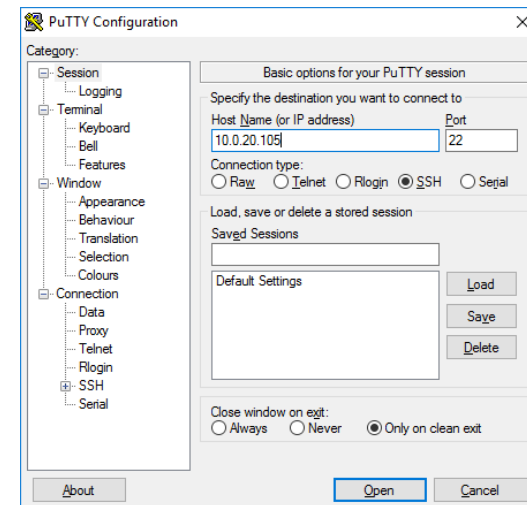 PuTTY Configuration
Category:
Session
Logging
Terminal
Keyboard
Bell
Features
Window
Appearance
Behaviour
Translation
Selection
Colours
Connection
Data
Proxy
Telnet
Rlogin
SSH
Serial
Basic options for your PuTTY session
Specify the destination you want to connect to
Host Name (or IP address) Port
10.0.20.105 22
Connection type:
Raw Telnet Rlogin SSH Serial
Load, save or delete a stored session
Saved Sessions
Default Settings
Load
Save
Delete
Close window on exit:
Always Never Only on clean exit
About Open Cancel